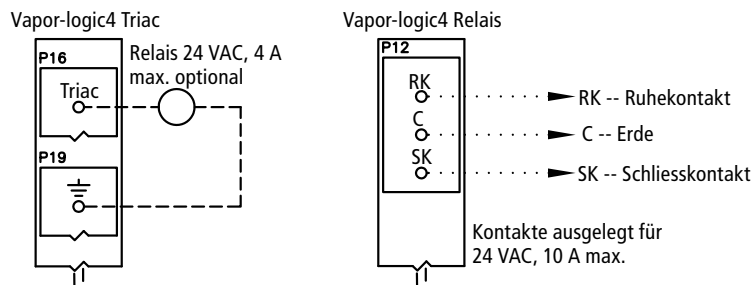 Vapor-logic4 Triac
P16
Relais 24 VAC, 4 A
max. optional
Triac
P19
Vapor-logic4 Relais
P12
RK
RK -- Ruhekontakt
C
C -- Erde
SK
SK -- Schliesskontakt
Kontakte ausgelegt für
24 VAC, 10 A max.